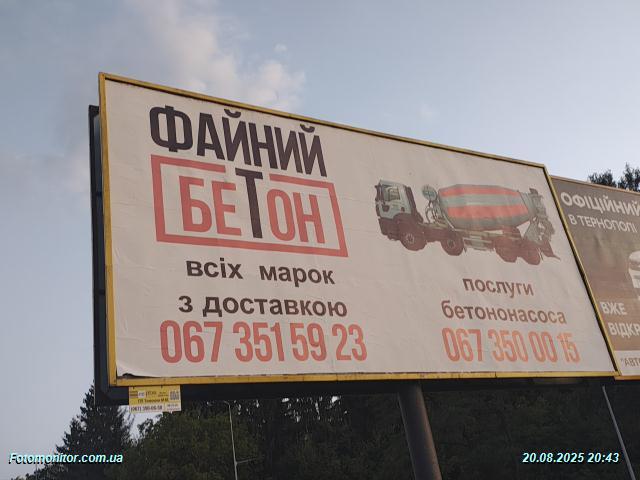 ФАЙНИЙ
БЕТОН
всіх марок
з доставкою
067 351 59 23
послуги
бетононасоса
067 350 00 15
ОФІЦІЙНИЙ
В ТЕРНОПОЛІ
ВЖЕ
Fotomonitor.com.ua
20.08.2025 20:43